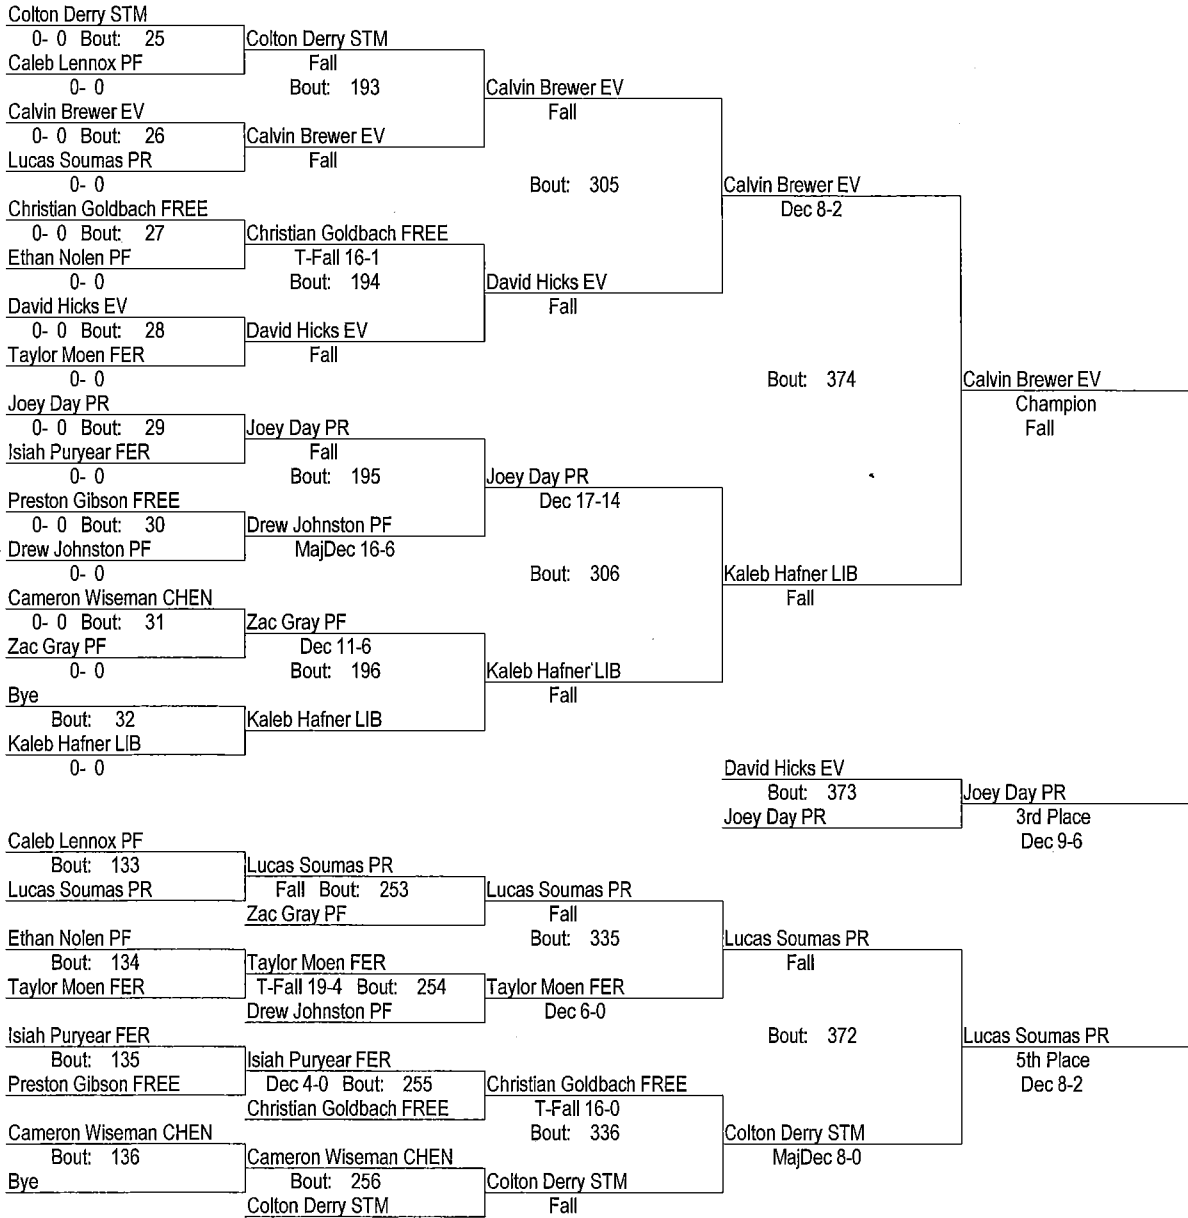 Colton Derry STM
0- 0 Bout: 25
Colton Derry STM
Caleb Lennox PF
Fall
0- 0
Bout: 193
Calvin Brewer EV
Calvin Brewer EV
Fall
0- 0 Bout: 26
Calvin Brewer EV
Lucas Soumas PR
Fall
0- 0
Bout: 305
Calvin Brewer EV
Christian Goldbach FREE
Dec 8-2
0- 0 Bout: 27
Christian Goldbach FREE
Ethan Nolen PF
T-Fall 16-1
0- 0
Bout: 194
David Hicks EV
David Hicks EV
Fall
0- 0 Bout: 28
David Hicks EV
Taylor Moen FER
Fall
0- 0
Bout: 374
Calvin Brewer EV
Joey Day PR
Champion
0- 0 Bout: 29
Joey Day PR
Fall
Isiah Puryear FER
Fall
0- 0
Bout: 195
Joey Day PR
Preston Gibson FREE
Dec 17-14
0- 0 Bout: 30
Drew Johnston PF
Drew Johnston PF
MajDec 16-6
0- 0
Bout: 306
Kaleb Hafner LIB
Cameron Wiseman CHEN
Fall
0- 0 Bout: 31
Zac Gray PF
Zac Gray PF
Dec 11-6
0- 0
Bout: 196
Kaleb Hafner LIB
Bye
Fall
Bout: 32
Kaleb Hafner LIB
Kaleb Hafner LIB
0- 0
David Hicks EV
Bout: 373
Joey Day PR
Joey Day PR
3rd Place
Dec 9-6
Caleb Lennox PF
Bout: 133
Lucas Soumas PR
Lucas Soumas PR
Fall Bout: 253
Lucas Soumas PR
Zac Gray PF
Fall
Ethan Nolen PF
Bout: 335
Lucas Soumas PR
Bout: 134
Taylor Moen FER
Fall
Taylor Moen FER
T-Fall 19-4 Bout: 254
Taylor Moen FER
Drew Johnston PF
Dec 6-0
Isiah Puryear FER
Bout: 372
Lucas Soumas PR
Bout: 135
Isiah Puryear FER
5th Place
Preston Gibson FREE
Dec 4-0 Bout: 255
Christian Goldbach FREE
Dec 8-2
Christian Goldbach FREE
T-Fall 16-0
Cameron Wiseman CHEN
Bout: 336
Colton Derry STM
Bout: 136
Cameron Wiseman CHEN
MajDec 8-0
Bye
Bout: 256
Colton Derry STM
Colton Derry STM
Fall